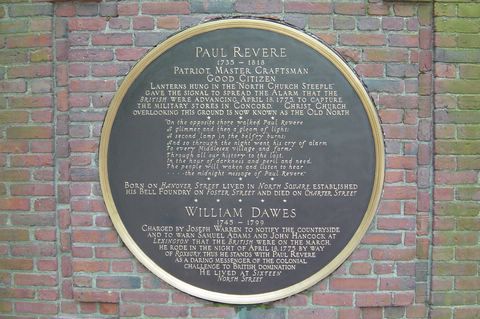 PAUL REVERE
1735 – 1818
PATRIOT MASTER CRAFTSMAN
GOOD CITIZEN
LANTERNS HUNG IN THE NORTH CHURCH STEEPLE
GAVE THE SIGNAL TO SPREAD THE ALARM THAT THE
BRITISH WERE ADVANCING APRIL 18, 1775, TO CAPTURE
THE MILITARY STORES IN CONCORD. CHRIST CHURCH
OVERLOOKING THIS GROUND IS NOW KNOWN AS THE OLD NORTH
"On the opposite shore walked Paul Revere
A glimmer, and then a gleam of light;
A second lamp in the belfry burns;
And so through the night went his cry of alarm
To every Middlesex village and farm.
Through all our history to the last,
In the hour of darkness and peril and need,
The people will waken and listen to hear
. . . . the midnight message of Paul Revere."
BORN ON HANOVER STREET LIVED IN NORTH SQUARE ESTABLISHED
HIS BELL FOUNDRY ON FOSTER STREET AND DIED ON CHARTER STREET
WILLIAM DAWES
1745 – 1799
CHARGED BY JOSEPH WARREN TO NOTIFY THE COUNTRYSIDE
AND TO WARN SAMUEL ADAMS AND JOHN HANCOCK AT
LEXINGTON THAT THE BRITISH WERE ON THE MARCH.
HE RODE IN THE NIGHT OF APRIL 18, 1775 BY WAY
OF ROXBURY, THUS HE STANDS WITH PAUL REVERE
AS A DARING MESSENGER OF THE COLONIAL
CHALLENGE TO BRITISH DOMINATION
HE LIVED AT SIXTEEN
NORTH STREET